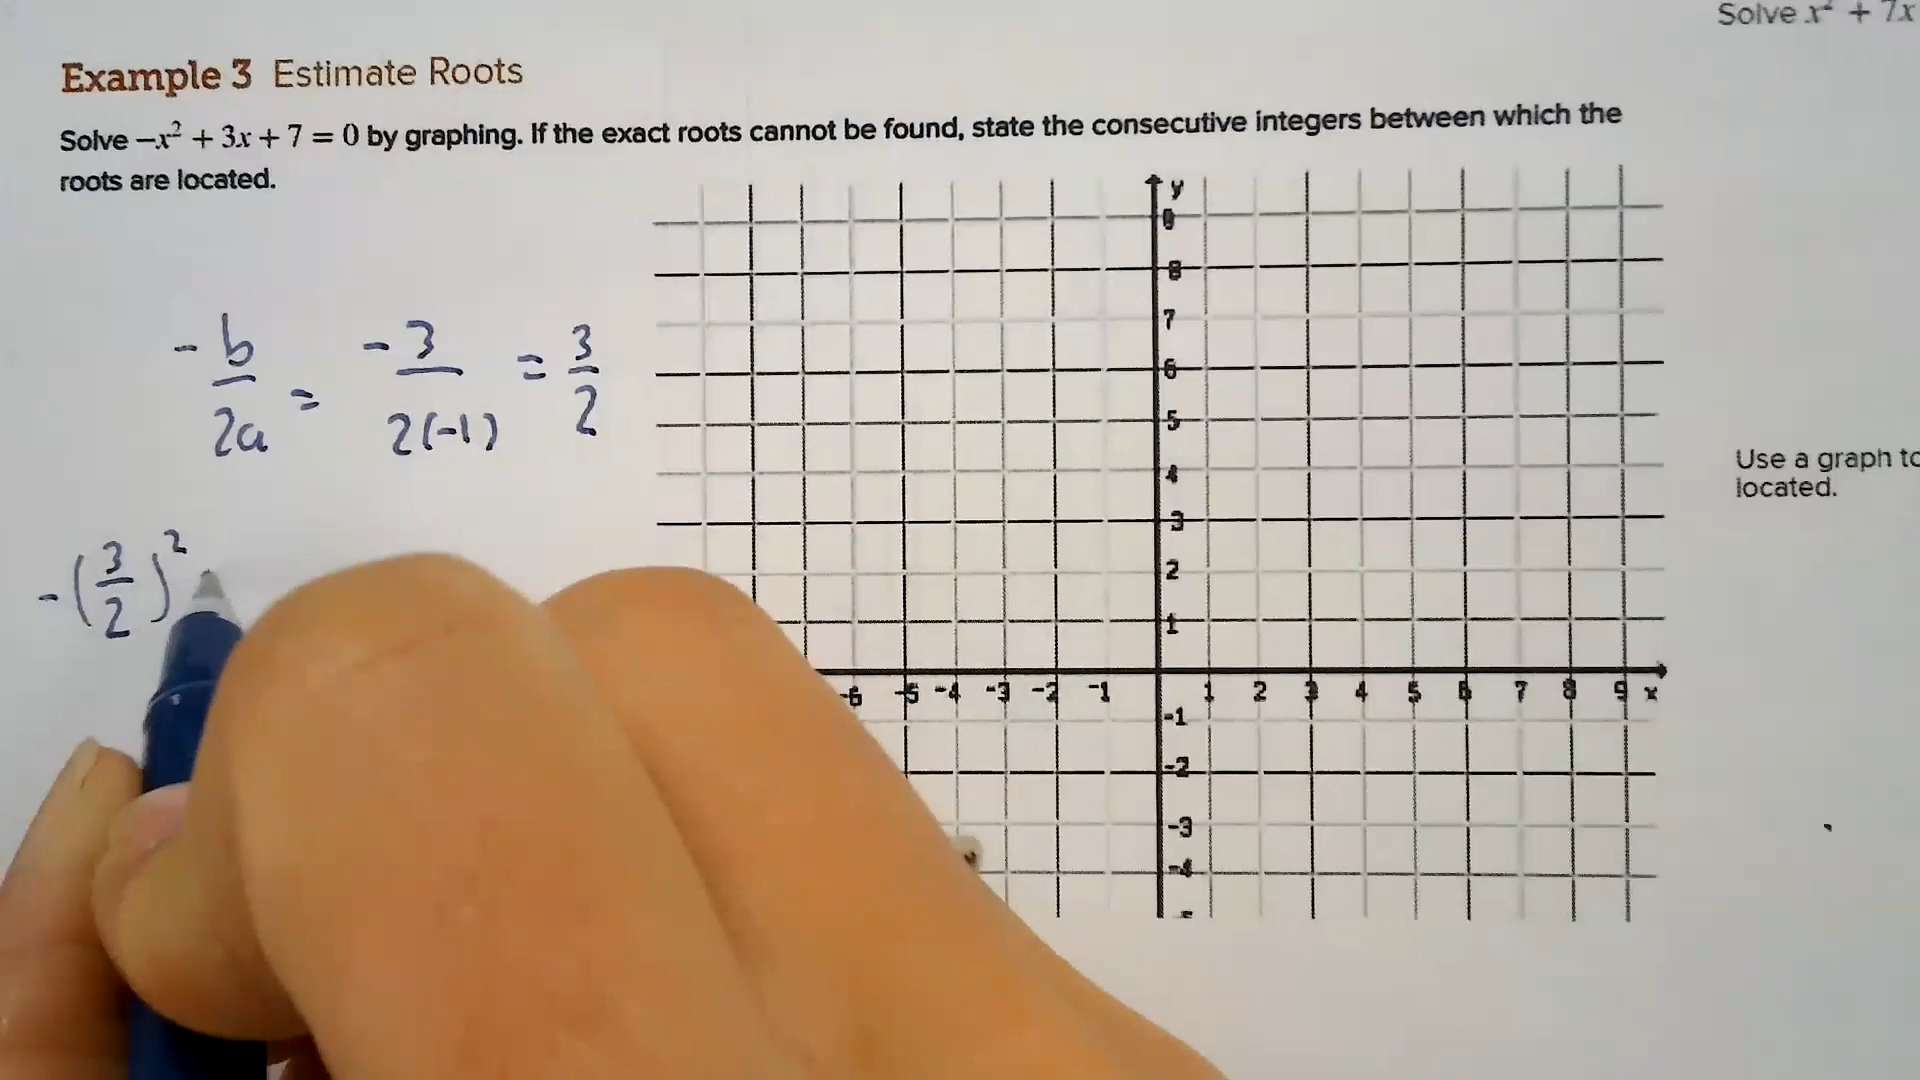 Solve x² + 7x
Example 3 Estimate Roots
Solve −x² + 3x + 7 = 0 by graphing. If the exact roots cannot be found, state the consecutive integers between which the
roots are located.
y
9
8
7
6
5
4
3
2
1
-6 -5 -4 -3 -2 -1 1 2 3 4 5 6 7 8 9 x
-1
-2
-3
-4
-b/2a = -3/2(-1) = 3/2
-(3/2)²
Use a graph to
located.